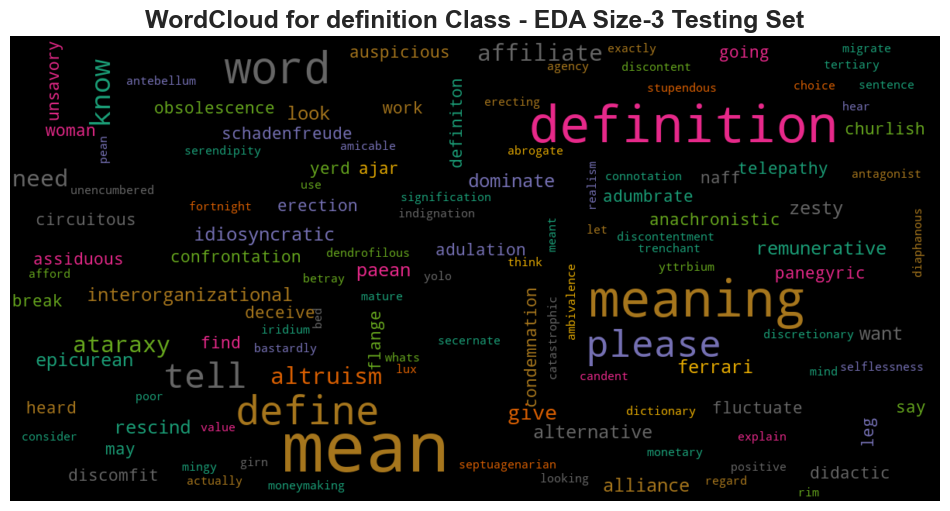 WordCloud for definition Class - EDA Size-3 Testing Set
unsavory
know
antebellum
word
auspicious
affiliate
exactly
going
migrate
agency
discontent
tertiary
stupendous
choice
sentence
obsolescence
look
work
definiton
erecting
definition
hear
woman
schadenfreude
churlish
pean
serendipity
amicable
abrogate
yerd
ajar
telepathy
need
unencumbered
use
dominate
realism
connotation
naff
antagonist
signification
adumbrate
fortnight
erection
indignation
zesty
circuitous
anachronistic
idiosyncratic
meant
let
discontentment
diaphanous
adulation
trenchant
remunerative
assiduous
confrontation
dendrofilous
think
afford
betray
paean
yolo
ambivalence
yttrbium
panegyric
break
interorganizational
mature
meaning
deceive
bed
flange
condemnation
catastrophic
iridium
please
discretionary
want
ataraxy
find
bastardly
secernate
epicurean
whats
lux
ferrari
mind
selflessness
tell
altruism
candent
poor
heard
define
give
dictionary
fluctuate
say
consider
rescind
value
mean
alternative
explain
leg
may
monetary
discomfit
mingy
girn
septuagenarian
positive
didactic
actually
moneymaking
looking
alliance
regard
rim